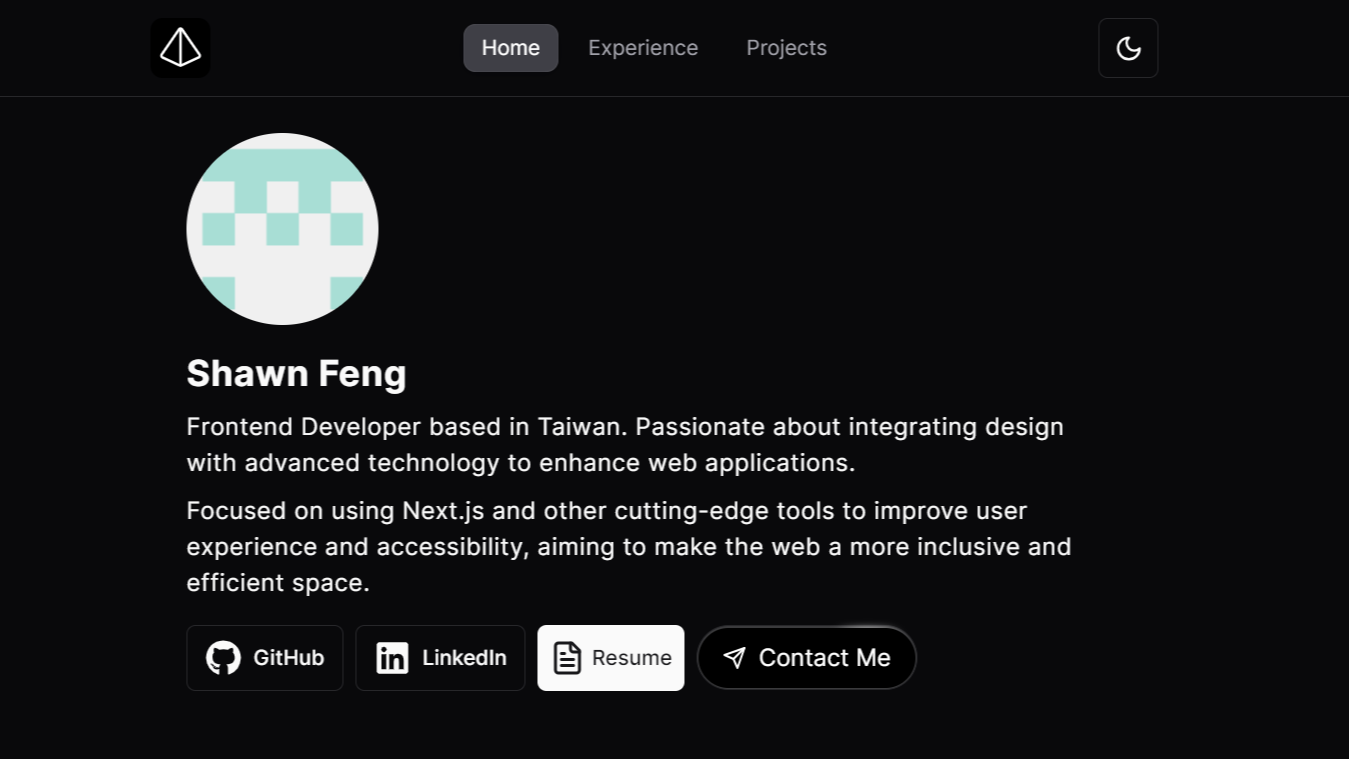 Home Experience Projects
Shawn Feng
Frontend Developer based in Taiwan. Passionate about integrating design
with advanced technology to enhance web applications.
Focused on using Next.js and other cutting-edge tools to improve user
experience and accessibility, aiming to make the web a more inclusive and
efficient space.
GitHub LinkedIn Resume Contact Me